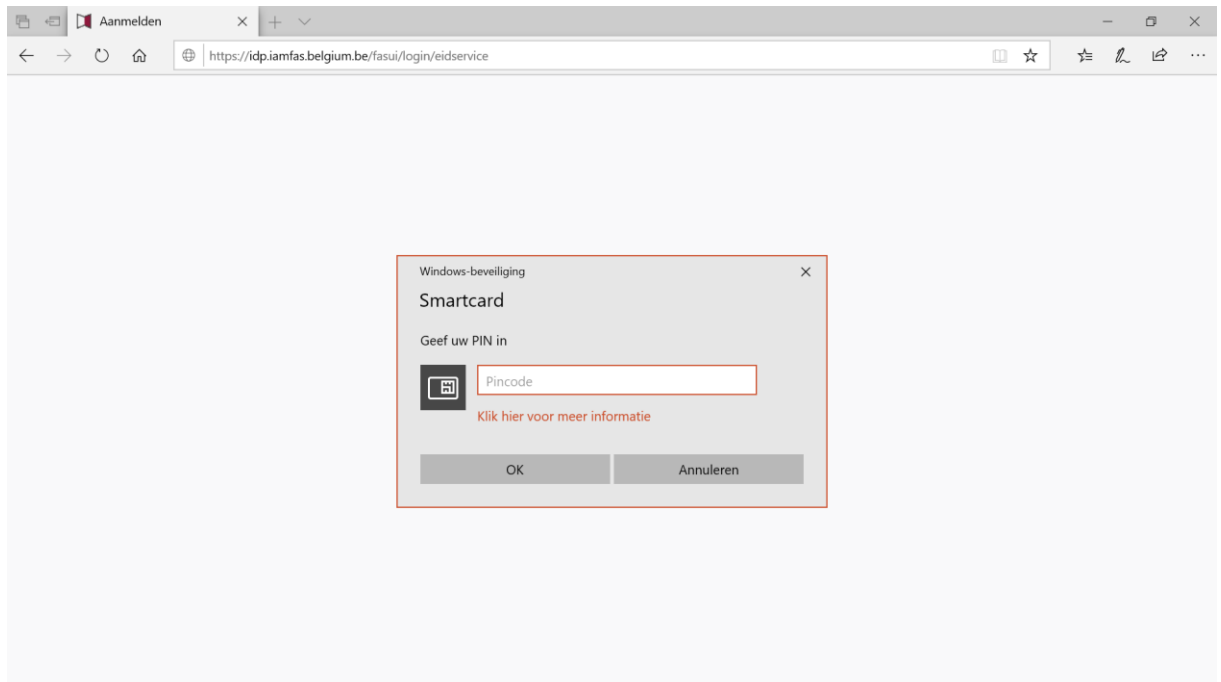 Aanmelden
https://idp.iamfas.belgium.be/fasui/login/eidservice
Windows-beveiliging
Smartcard
Geef uw PIN in
Pincode
Klik hier voor meer informatie
OK
Annuleren